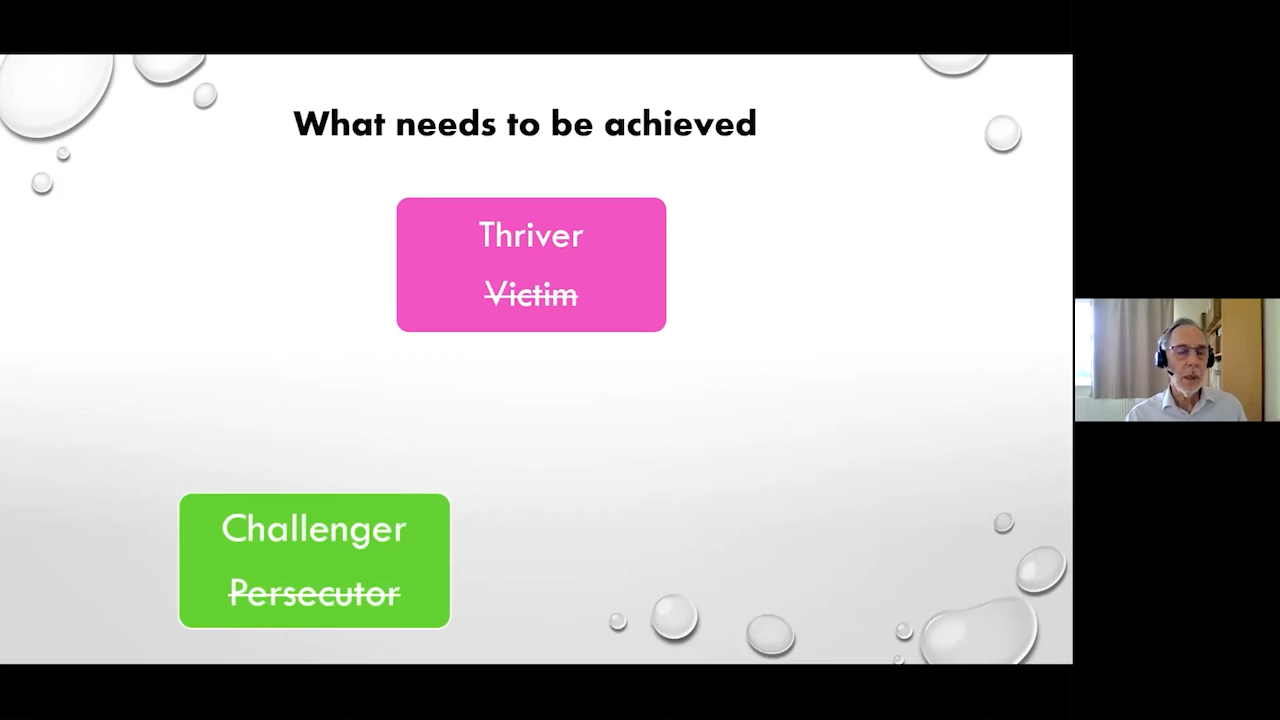 What needs to be achieved
Thriver
Victim
Challenger
Persecutor